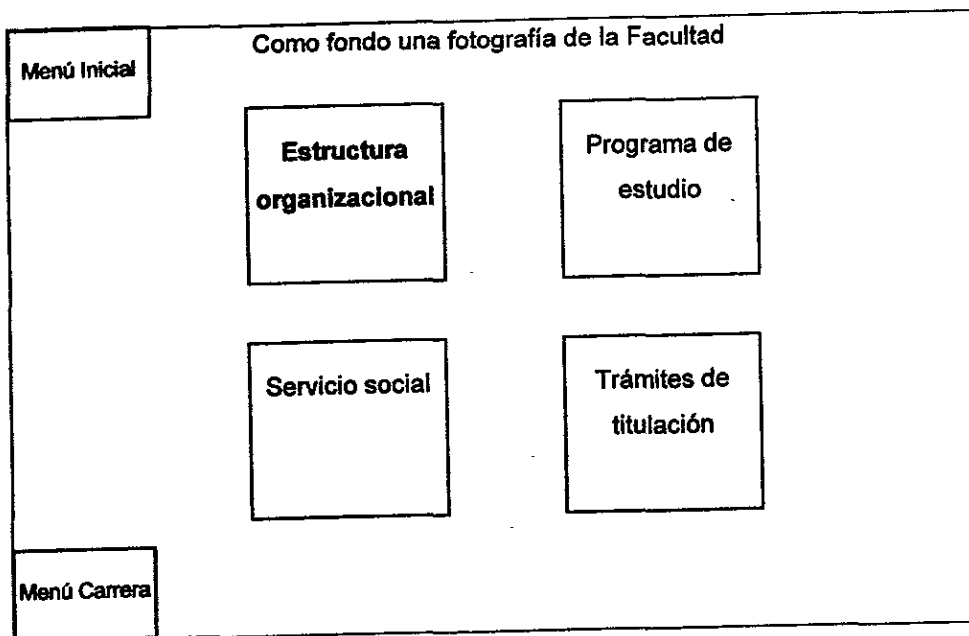 Como fondo una fotografía de la Facultad
Menú Inicial
Estructura
organizacional
Programa de
estudio
Servicio social
Trámites de
titulación
Menú Carrera